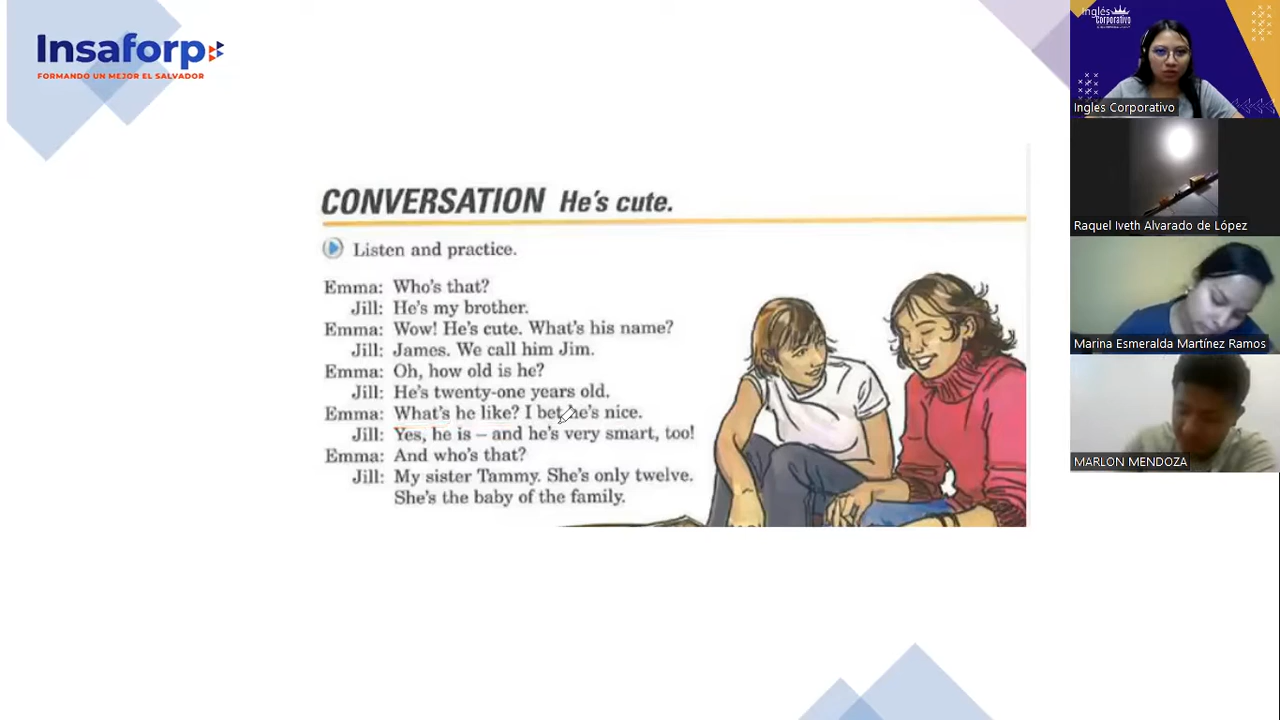 Insaforp
FORMANDO UN MEJOR EL SALVADOR
CONVERSATION He's cute.
Listen and practice.
Emma: Who's that?
Jill: He's my brother.
Emma: Wow! He's cute. What's his name?
Jill: James. We call him Jim.
Emma: Oh, how old is he?
Jill: He's twenty-one years old.
Emma: What's he like? I bet he's nice.
Jill: Yes, he is – and he's very smart, too!
Emma: And who's that?
Jill: My sister Tammy. She's only twelve.
She's the baby of the family.
Inglés
Corporativo
Ingles Corporativo
Raquel Iveth Alvarado de López
Marina Esmeralda Martínez Ramos
MARLON MENDOZA